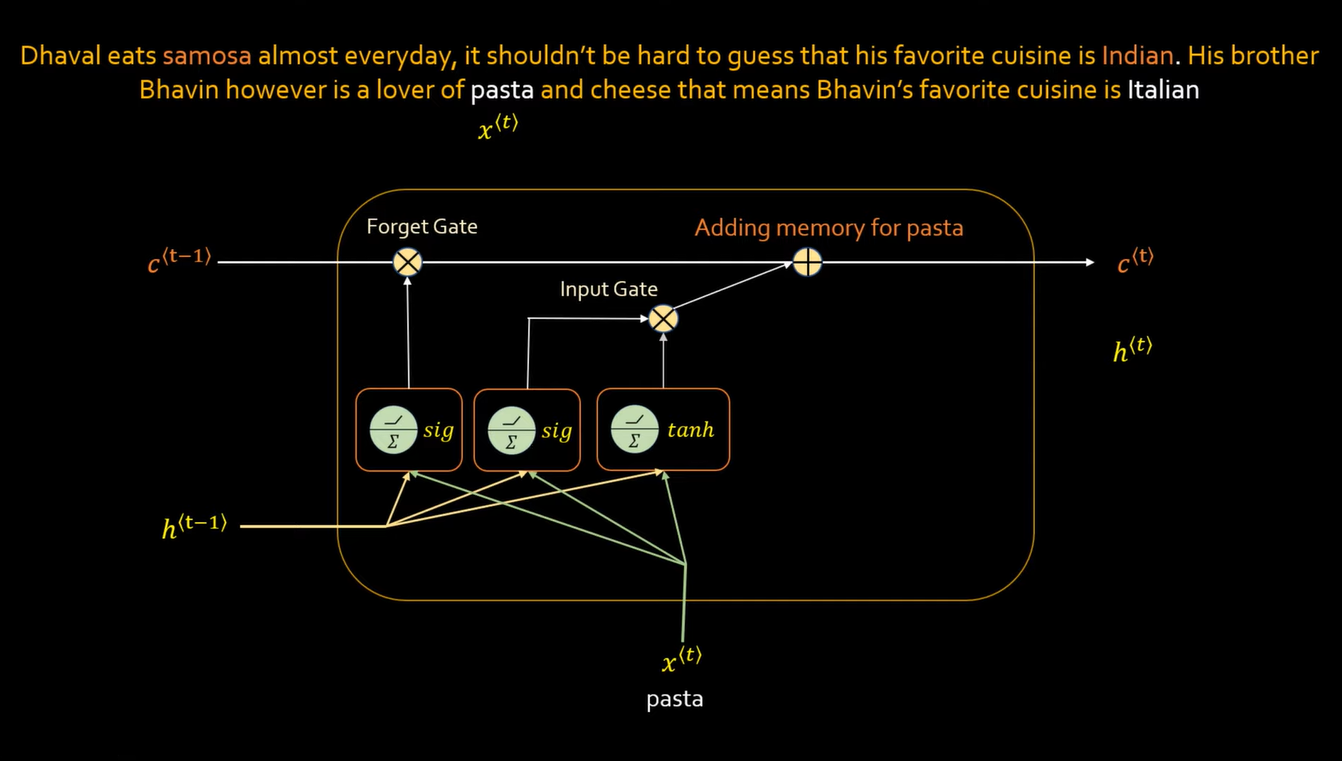 Dhaval eats samosa almost everyday, it shouldn’t be hard to guess that his favorite cuisine is Indian. His brother
Bhavin however is a lover of pasta and cheese that means Bhavin’s favorite cuisine is Italian
x⟨t⟩
Forget Gate
Adding memory for pasta
c⟨t−1⟩
c⟨t⟩
Input Gate
h⟨t⟩
Σ sig
Σ sig
Σ tanh
h⟨t−1⟩
x⟨t⟩
pasta